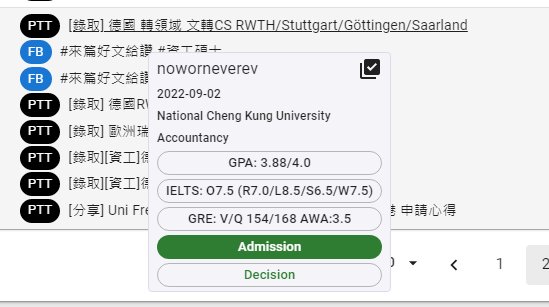 PTT [錄取] 德國 轉領域 文轉CS RWTH/Stuttgart/Göttingen/Saarland
FB #來篇好文給讚 #資工碩士
FB #來篇好文給
PTT [錄取] 德國RW
PTT [錄取] 歐洲瑞
PTT [錄取][資工]德
PTT [錄取][資工]德
PTT [分享] Uni Fre
申請心得
noworneverev
2022-09-02
National Cheng Kung University
Accountancy
GPA: 3.88/4.0
IELTS: O7.5 (R7.0/L8.5/S6.5/W7.5)
GRE: V/Q 154/168 AWA:3.5
Admission
Decision
0
1
2